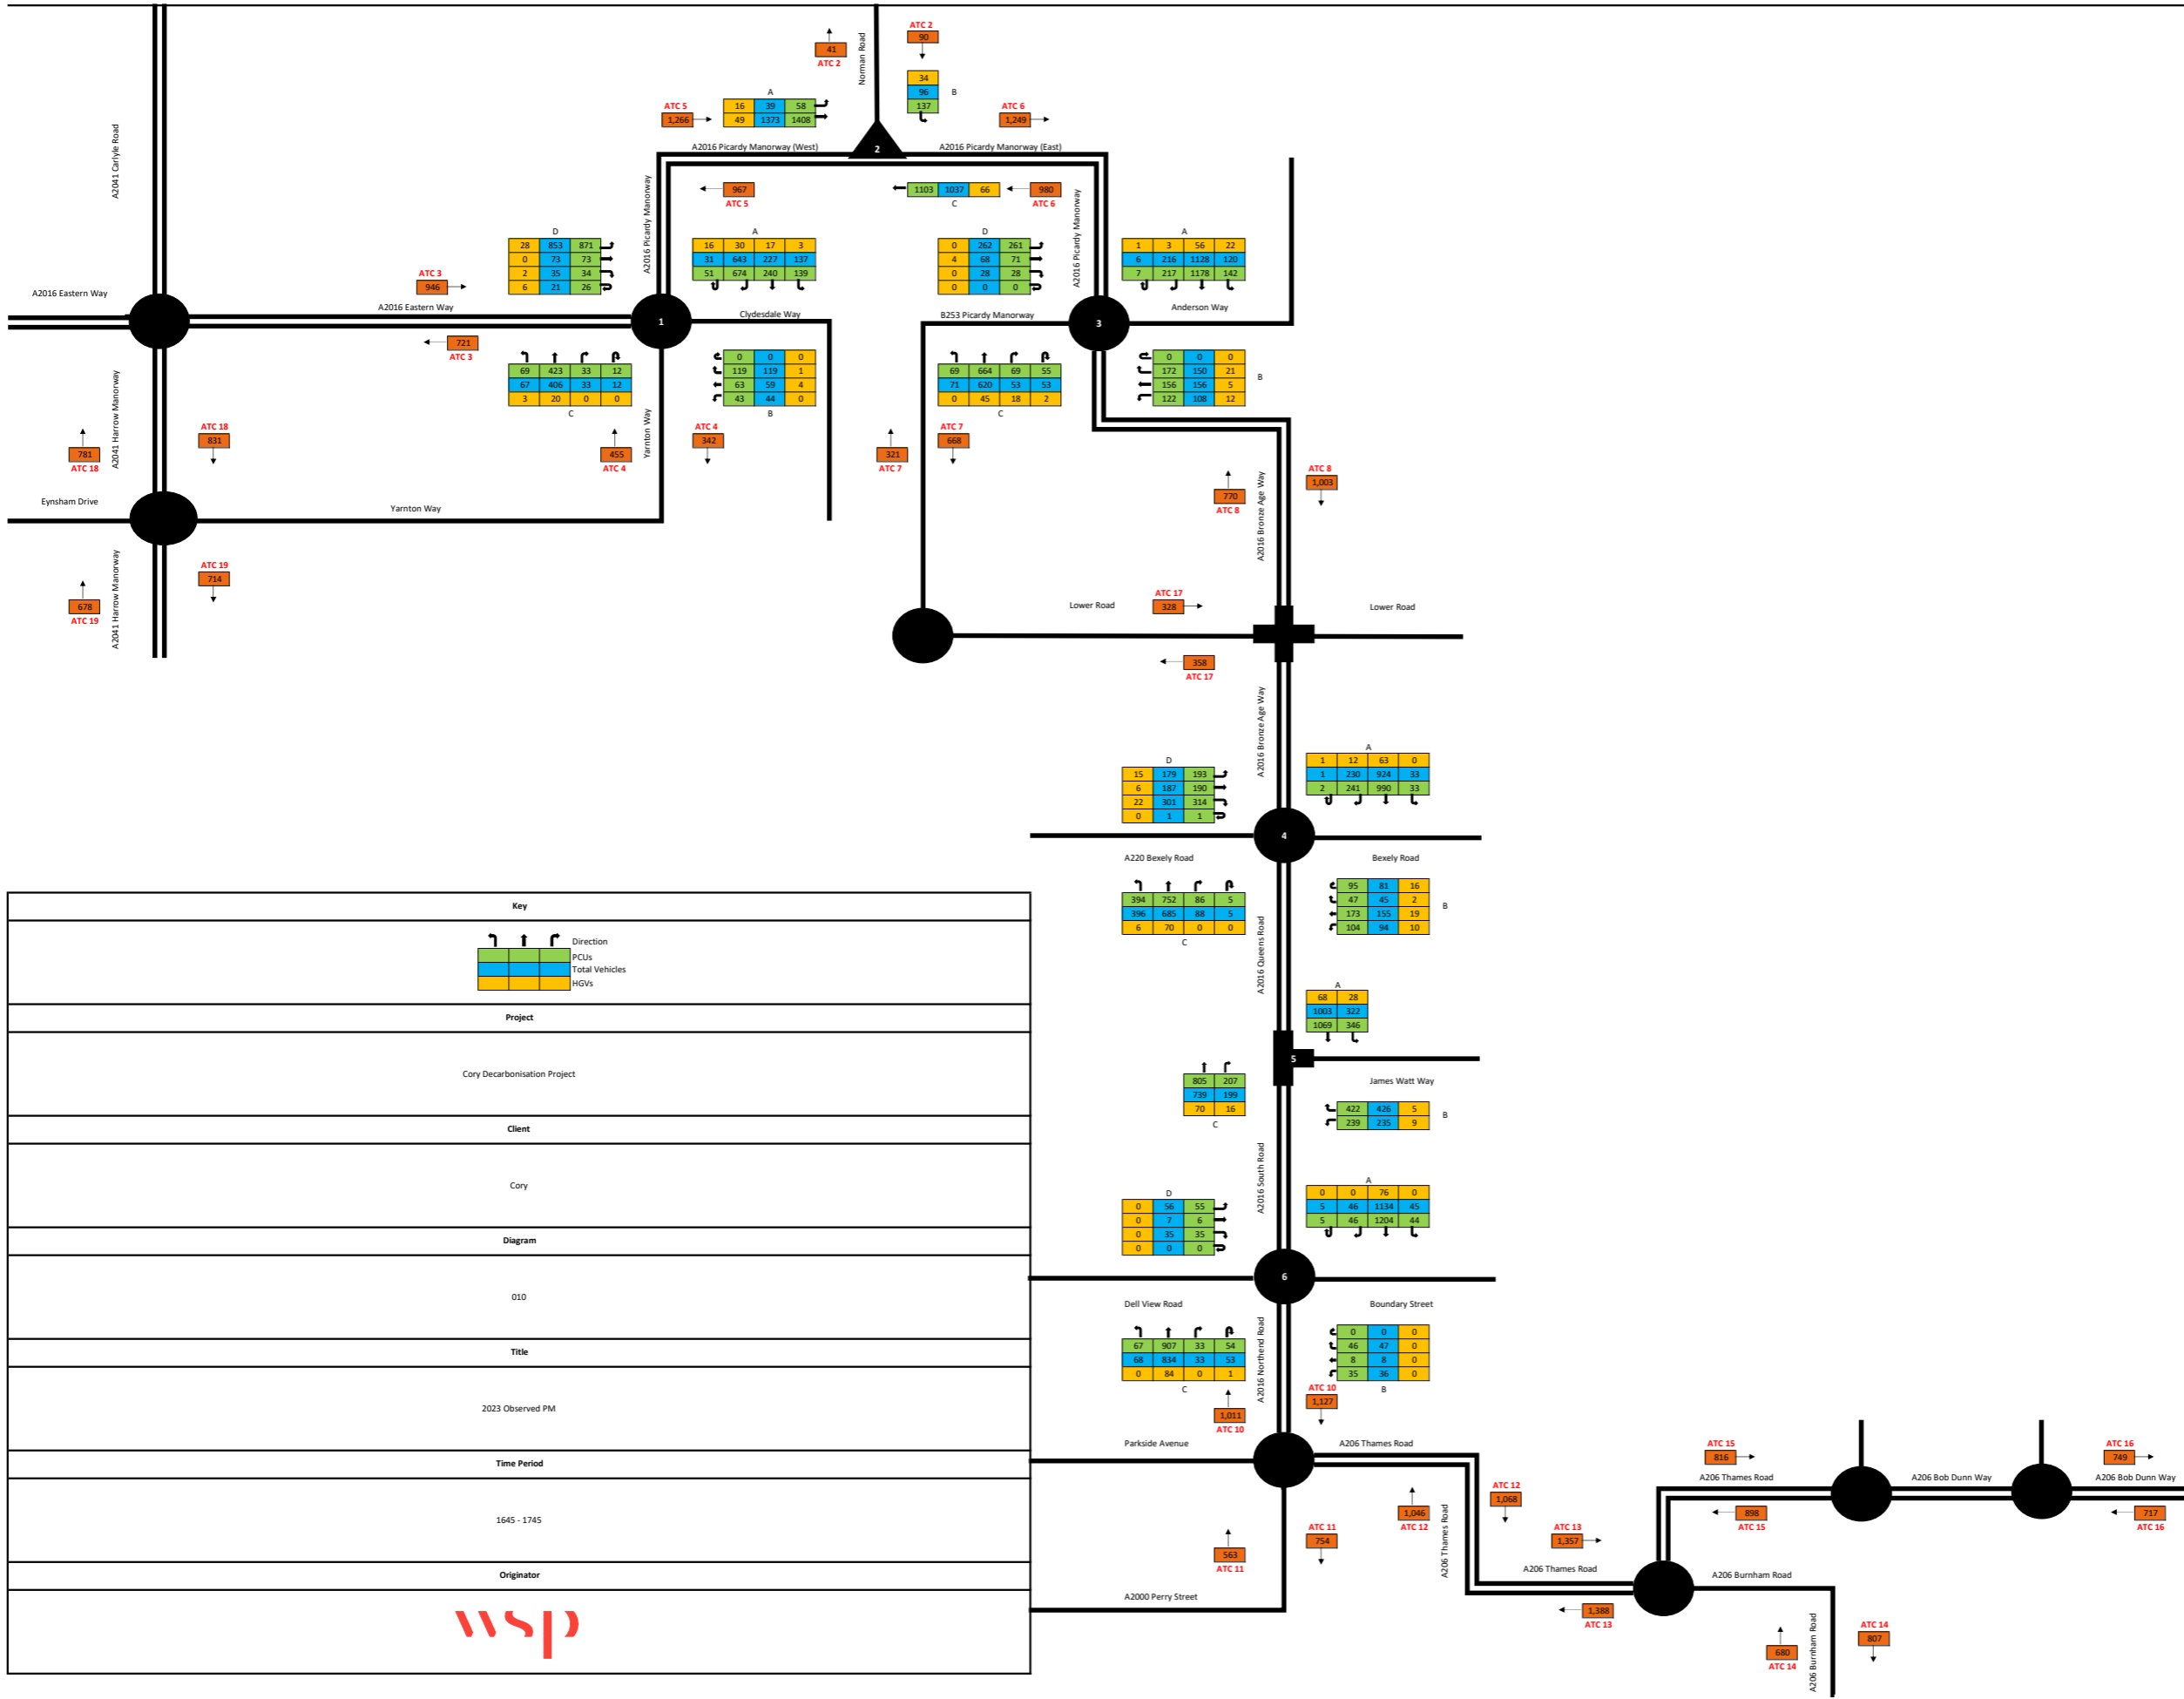 ATC 2
90
41
ATC 2
Norman Road
34
96
137
B
A
16 39 58
49 1373 1408
ATC 5
1,266
ATC 6
1,249
A2016 Picardy Manorway (West)
2
A2016 Picardy Manorway (East)
A2041 Carlyle Road
A2016 Picardy Manorway
967
ATC 5
1103 1037 66
C
980
ATC 6
A2016 Picardy Manorway
D
28 853 871
0 73 73
2 35 34
6 21 26
A
16 30 17 3
31 643 227 137
51 674 240 139
D
0 262 261
4 68 71
0 28 28
0 0 0
A
1 3 56 22
6 216 1128 120
7 217 1178 142
ATC 3
946
A2016 Eastern Way
A2016 Eastern Way
1
Clydesdale Way
B253 Picardy Manorway
3
Anderson Way
721
ATC 3
69 423 33 12
67 406 33 12
3 20 0 0
C
0 0 0
119 119 1
63 59 4
43 44 0
B
69 664 69 55
71 620 53 53
0 45 18 2
C
0 0 0
172 150 21
156 156 5
122 108 12
B
A2041 Harrow Manorway
781
ATC 18
ATC 18
831
455
ATC 4
Yarnton Way
ATC 4
342
321
ATC 7
ATC 7
668
770
ATC 8
A2016 Bronze Age Way
ATC 8
1,003
Eynsham Drive
Yarnton Way
ATC 19
714
678
ATC 19
A2041 Harrow Manorway
Lower Road
ATC 17
328
Lower Road
358
ATC 17
A2016 Bronze Age Way
D
15 179 193
6 187 190
22 301 314
0 1 1
A
1 12 63 0
1 230 924 33
2 241 990 33
4
A220 Bexely Road
Bexely Road
394 752 86 5
396 685 88 5
6 70 0 0
C
95 81 16
47 45 2
173 155 19
104 94 10
B
A2016 Queens Road
A
68 28
1003 322
1069 346
5
James Watt Way
805 207
739 199
70 16
C
422 426 5
239 235 9
B
A2016 South Road
D
0 56 55
0 7 6
0 35 35
0 0 0
A
0 0 76 0
5 46 1134 45
5 46 1204 44
6
Dell View Road
Boundary Street
67 907 33 54
68 834 33 53
0 84 0 1
C
0 0 0
46 47 0
8 8 0
35 36 0
B
A2016 Northend Road
1,011
ATC 10
ATC 10
1,127
Parkside Avenue
A206 Thames Road
563
ATC 11
ATC 11
754
A2000 Perry Street
1,046
ATC 12
A206 Thames Road
ATC 12
1,068
ATC 13
1,357
A206 Thames Road
1,388
ATC 13
ATC 15
816
A206 Thames Road
898
ATC 15
A206 Bob Dunn Way
ATC 16
749
A206 Bob Dunn Way
717
ATC 16
A206 Burnham Road
680
ATC 14
A206 Burnham Road
ATC 14
807
Key
Direction
PCUs
Total Vehicles
HGVs
Project
Cory Decarbonisation Project
Client
Cory
Diagram
010
Title
2023 Observed PM
Time Period
1645 - 1745
Originator
wsp